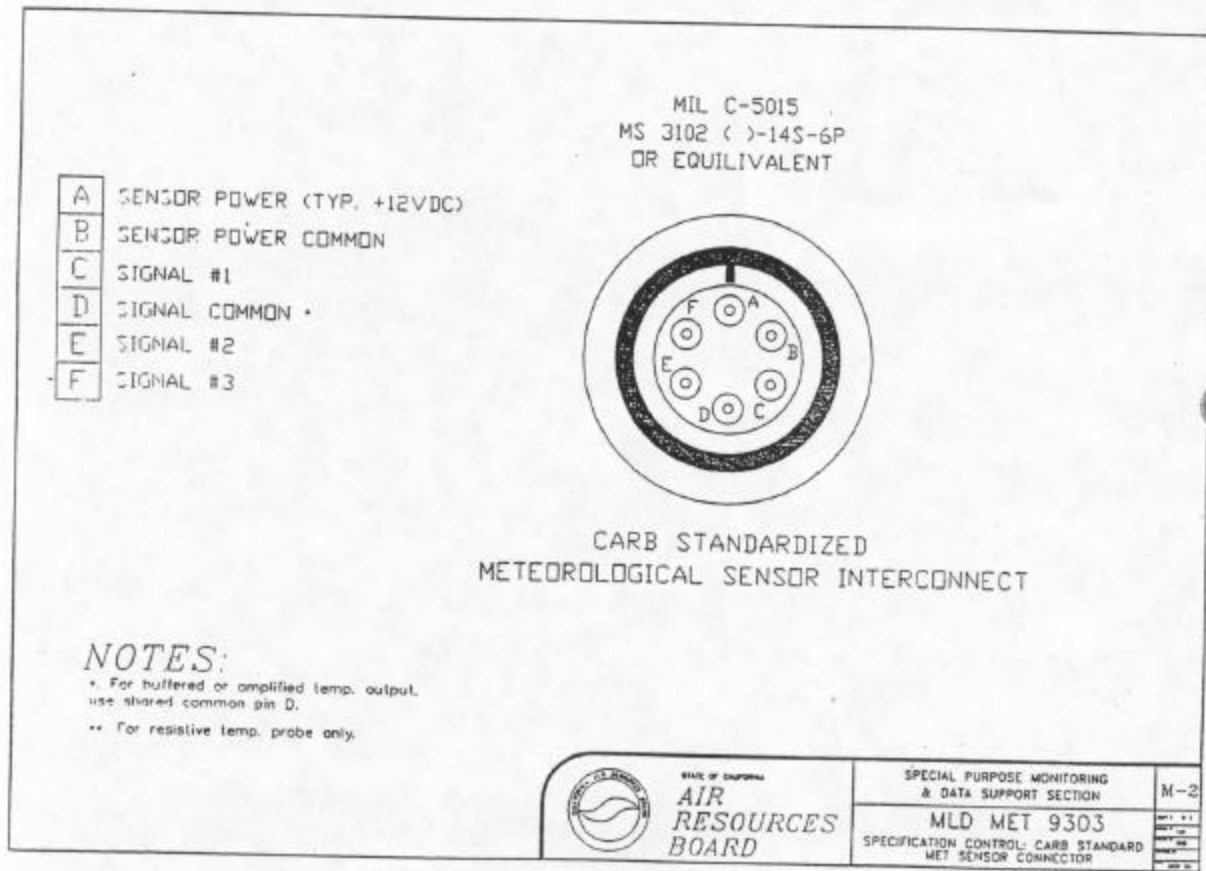 MIL C-5015
MS 3102 ( )-14S-6P
OR EQUILIVALENT
A SENSOR POWER (TYP. +12VDC)
B SENSOR POWER COMMON
C SIGNAL #1
D SIGNAL COMMON *
E SIGNAL #2
F SIGNAL #3
A
B
C
D
E
F
CARB STANDARDIZED
METEOROLOGICAL SENSOR INTERCONNECT
NOTES:
*. For buffered or amplified temp. output,
use shared common pin D.
** For resistive temp. probe only.
STATE OF CALIFORNIA
AIR
RESOURCES
BOARD
SPECIAL PURPOSE MONITORING
& DATA SUPPORT SECTION
M-2
MLD MET 9303
SPECIFICATION CONTROL: CARB STANDARD
MET SENSOR CONNECTOR